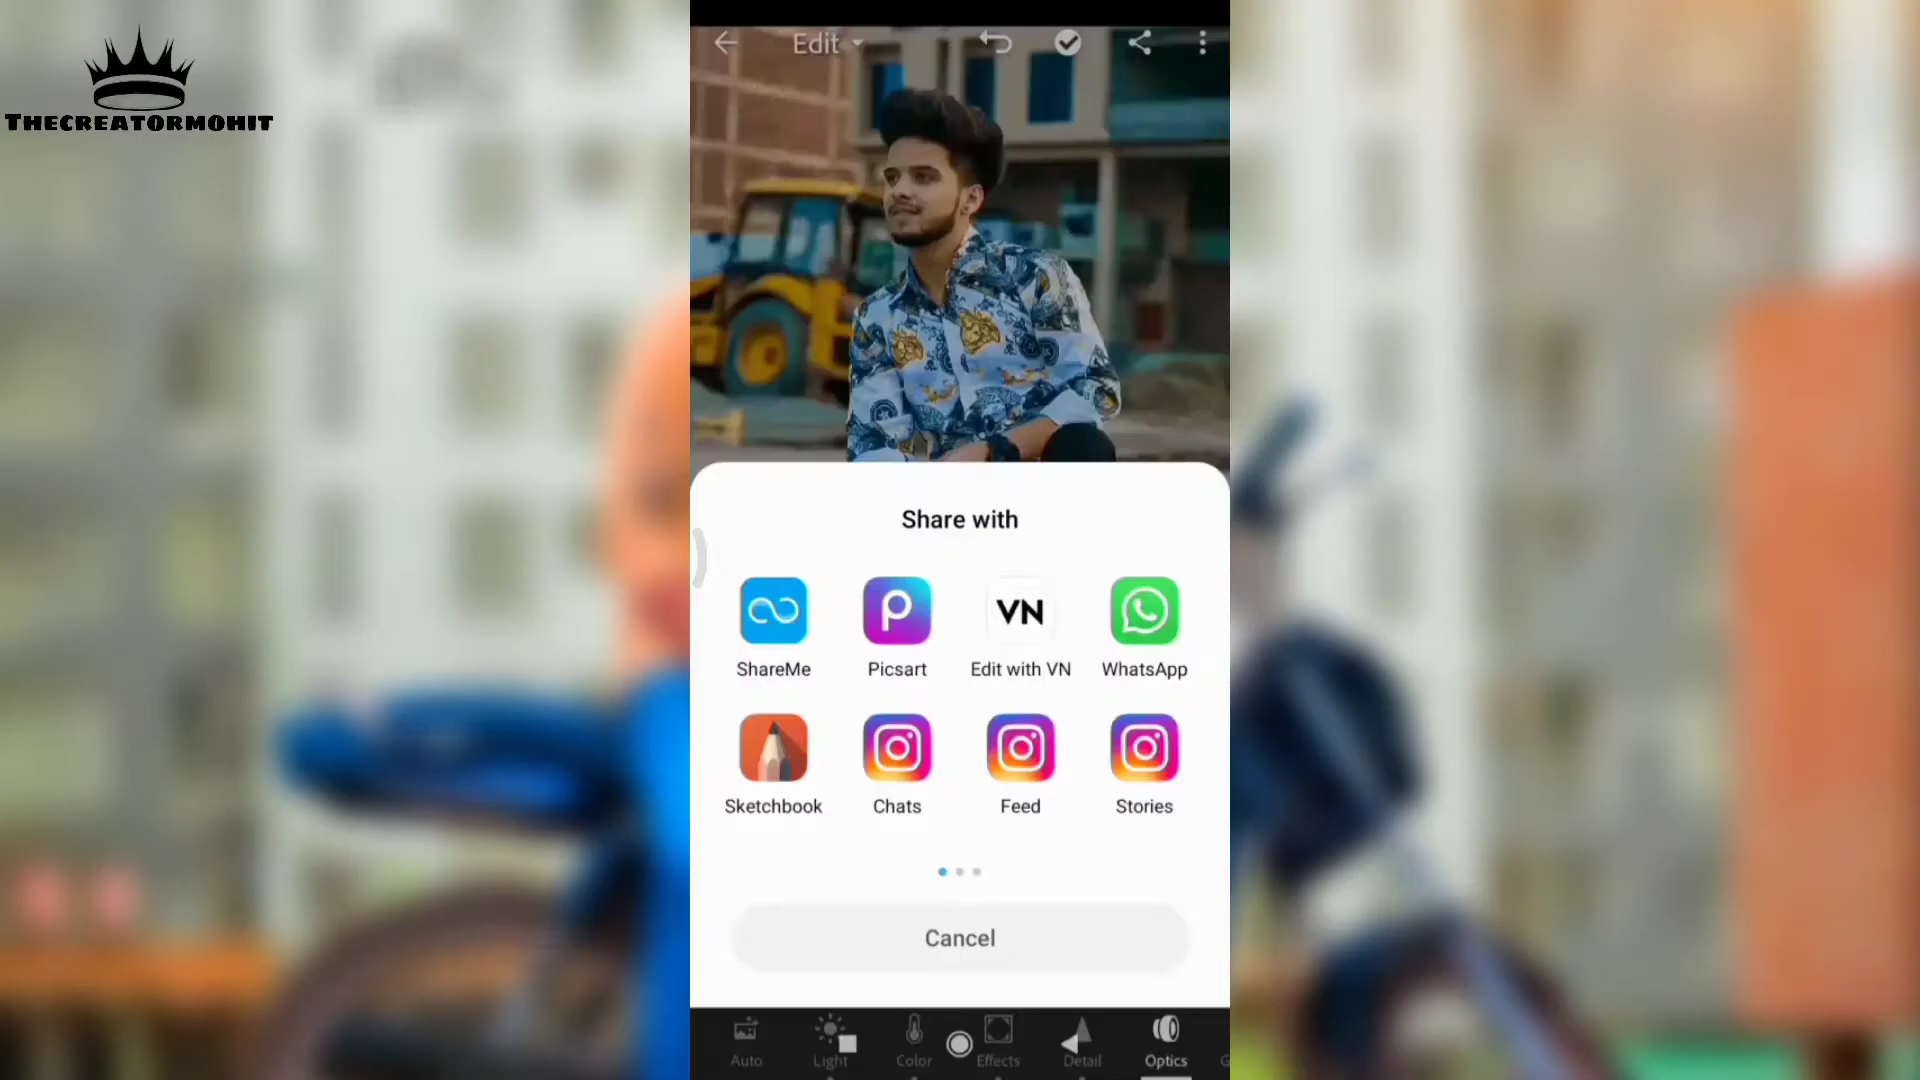 THECREATORMOHIT
Edit
Share with
ShareMe
Picsart
VN
Edit with VN
WhatsApp
Sketchbook
Chats
Feed
Stories
Cancel
Auto
Light
Color
Effects
Detail
Optics